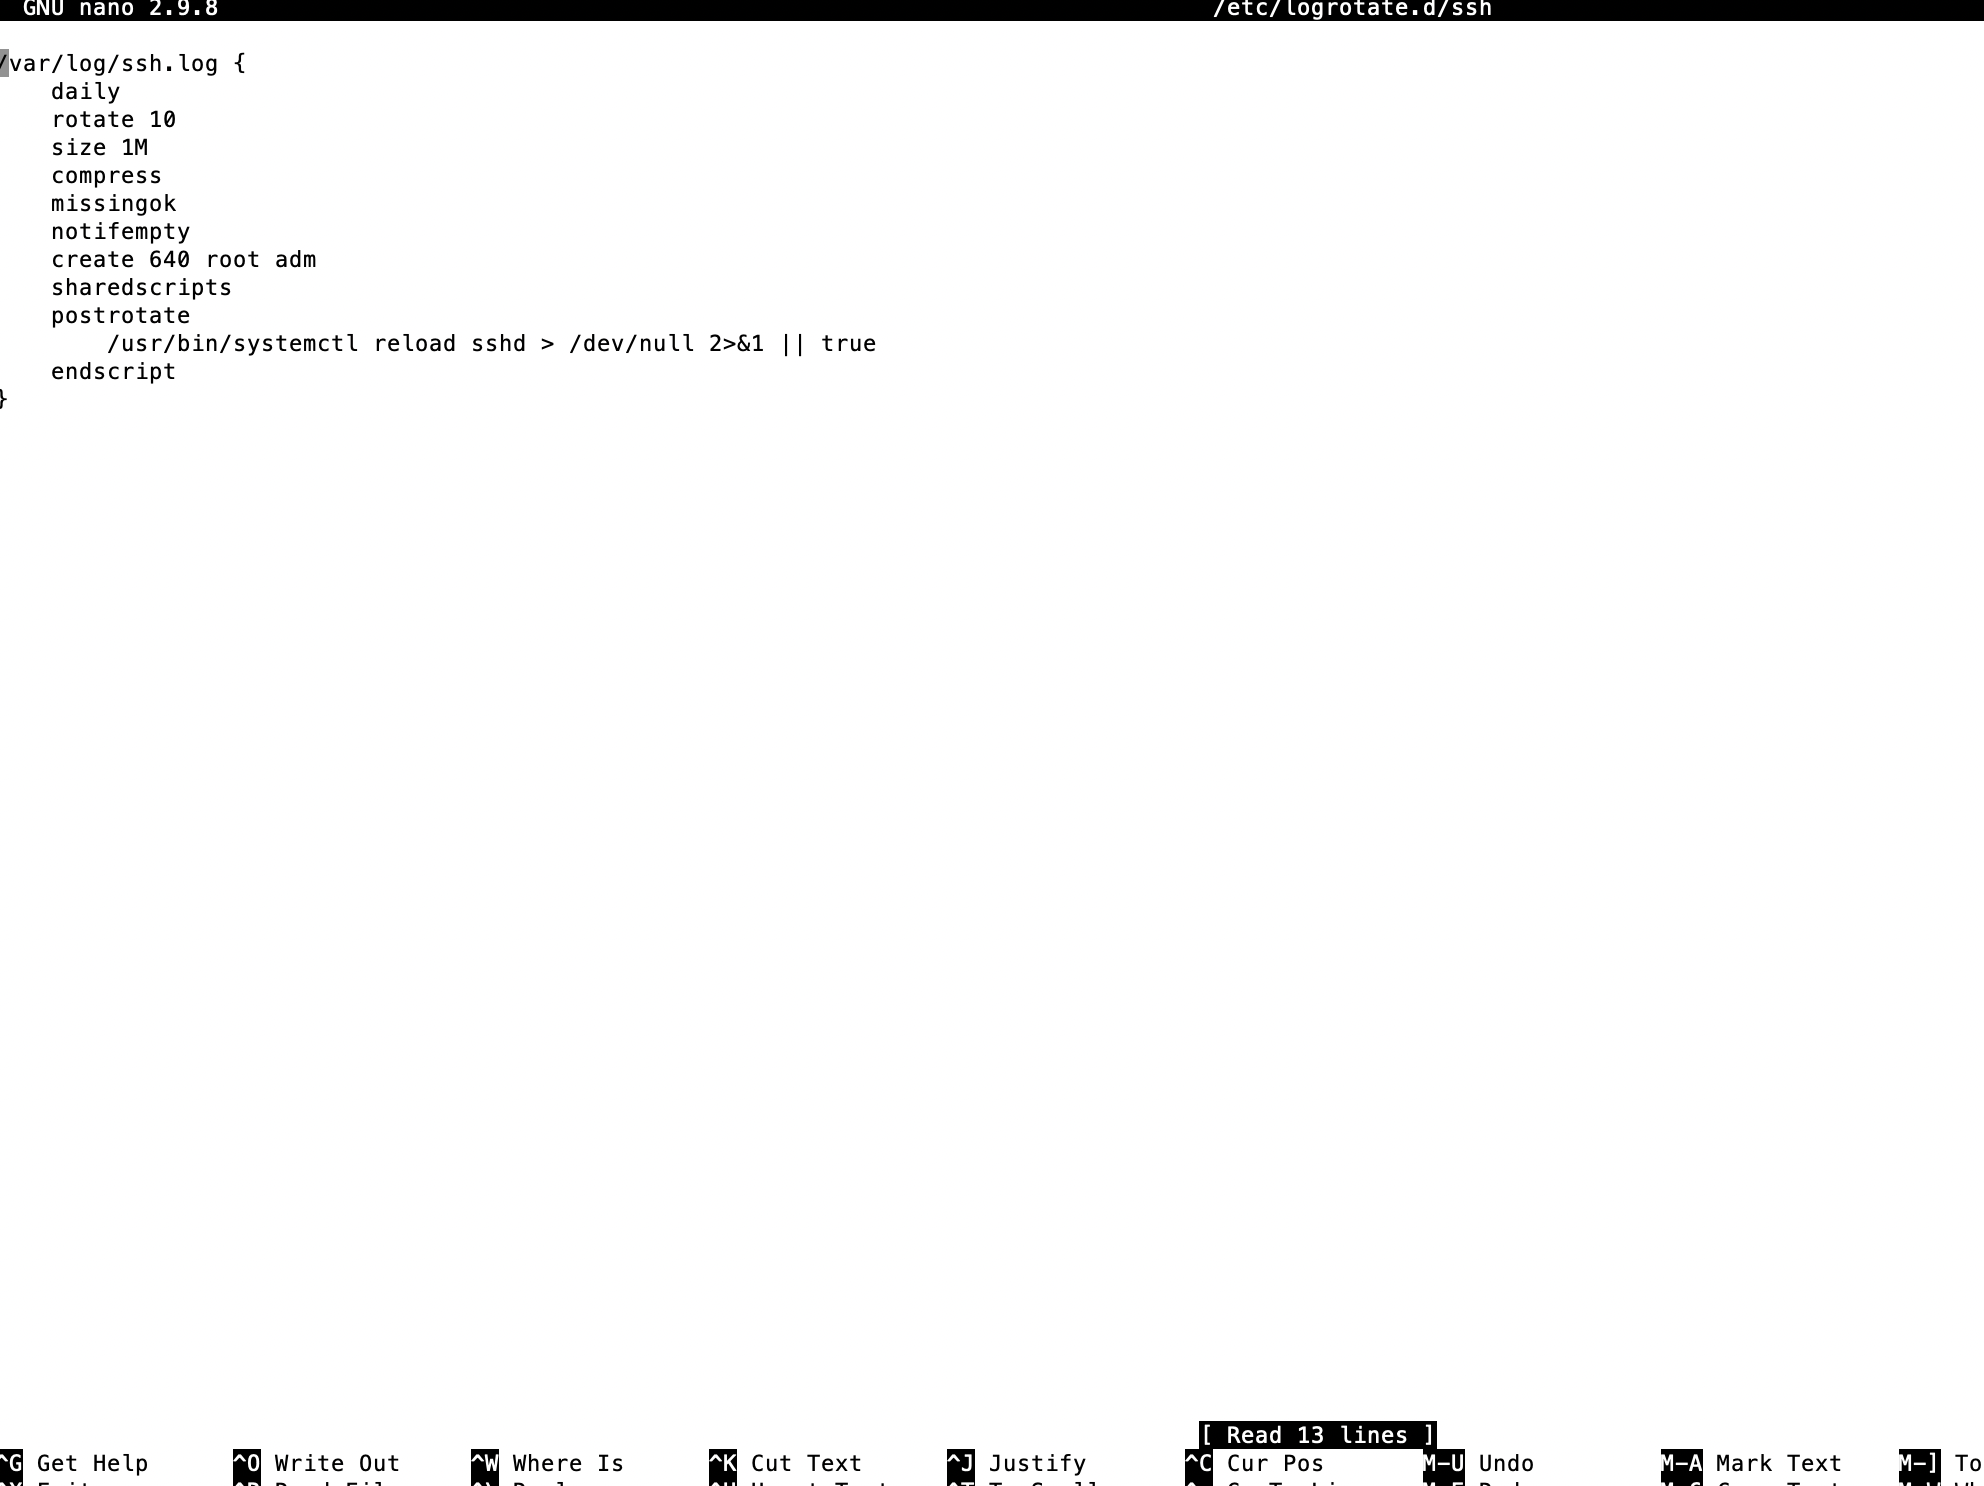 GNU nano 2.9.8 /etc/logrotate.d/ssh
/var/log/ssh.log {
    daily
    rotate 10
    size 1M
    compress
    missingok
    notifempty
    create 640 root adm
    sharedscripts
    postrotate
        /usr/bin/systemctl reload sshd > /dev/null 2>&1 || true
    endscript
}
[ Read 13 lines ]
^G Get Help ^O Write Out ^W Where Is ^K Cut Text ^J Justify ^C Cur Pos M-U Undo M-A Mark Text M-] To